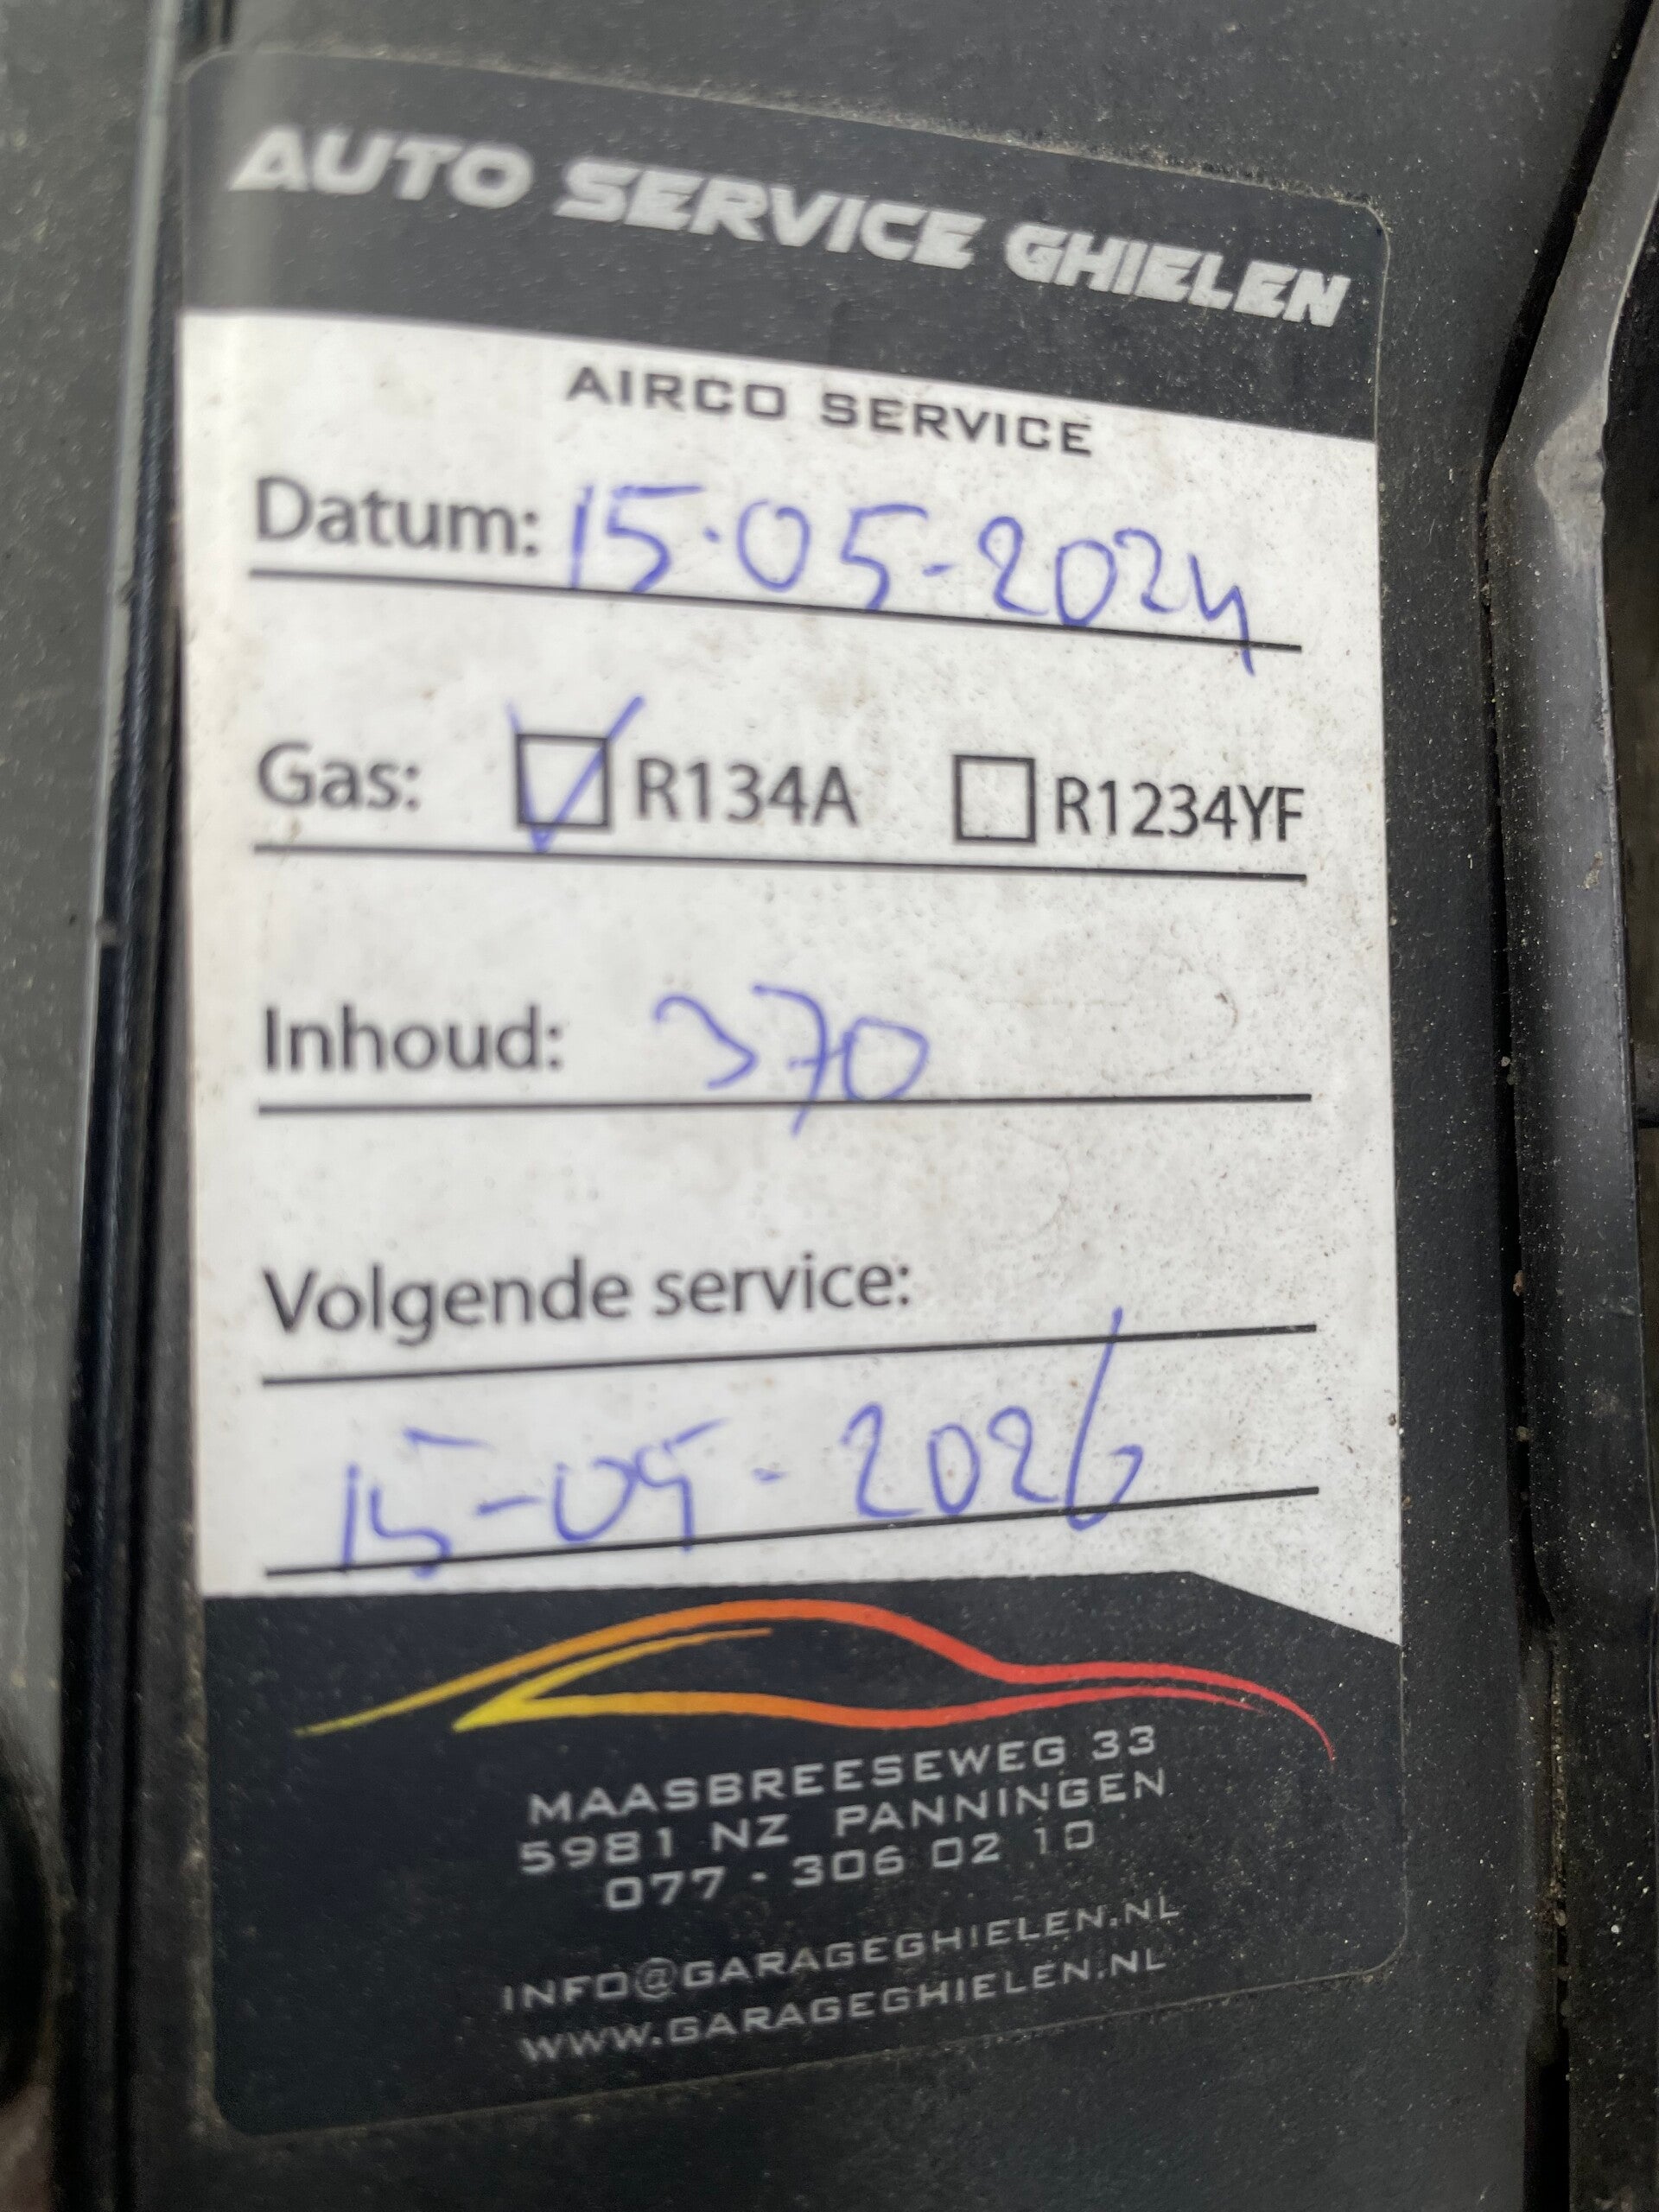 AUTO SERVICE GHIELEN
AIRCO SERVICE
Datum: 15-05-2024
Gas: R134A R1234YF
Inhoud: 370
Volgende service:
15-05-2026
MAASBREESEWEG 33
5981 NZ PANNINGEN
077 - 306 02 10
INFO@GARAGEGHIELEN.NL
WWW.GARAGEGHIELEN.NL